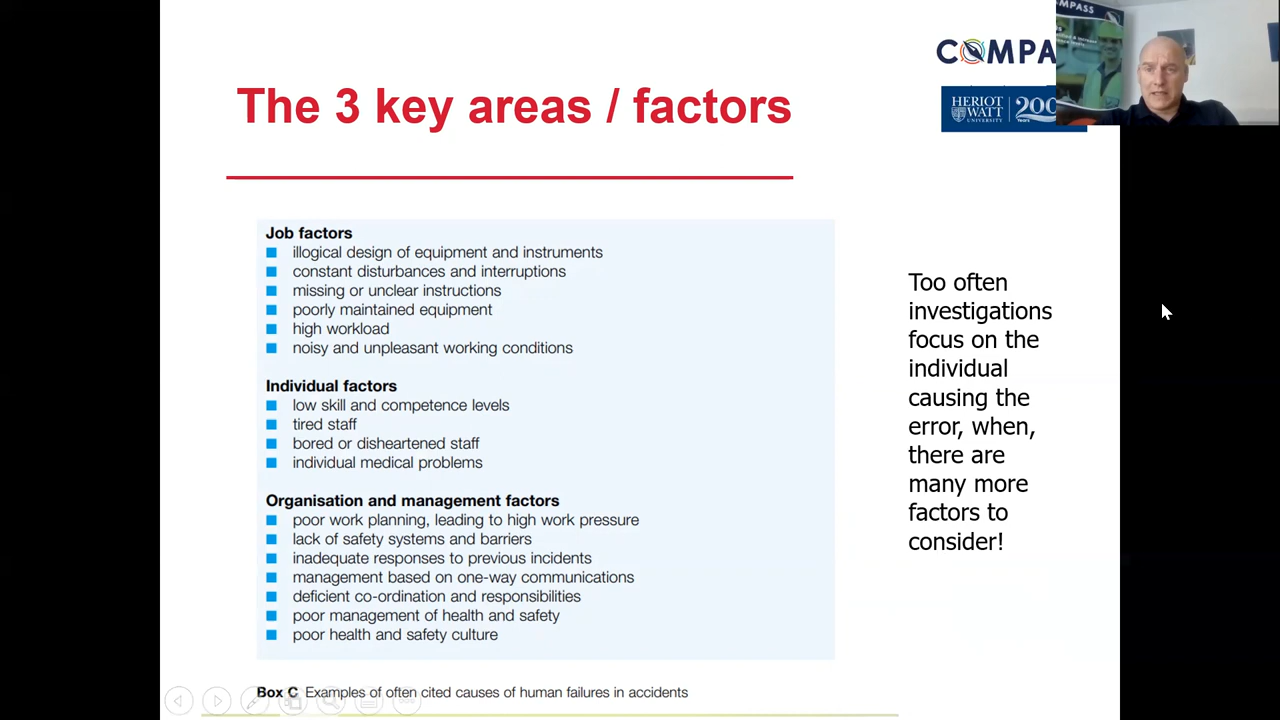 COMPA
HERIOT
WATT
UNIVERSITY
200
Years
The 3 key areas / factors
Job factors
illogical design of equipment and instruments
constant disturbances and interruptions
missing or unclear instructions
poorly maintained equipment
high workload
noisy and unpleasant working conditions
Individual factors
low skill and competence levels
tired staff
bored or disheartened staff
individual medical problems
Organisation and management factors
poor work planning, leading to high work pressure
lack of safety systems and barriers
inadequate responses to previous incidents
management based on one-way communications
deficient co-ordination and responsibilities
poor management of health and safety
poor health and safety culture
Box C Examples of often cited causes of human failures in accidents
Too often
investigations
focus on the
individual
causing the
error, when,
there are
many more
factors to
consider!